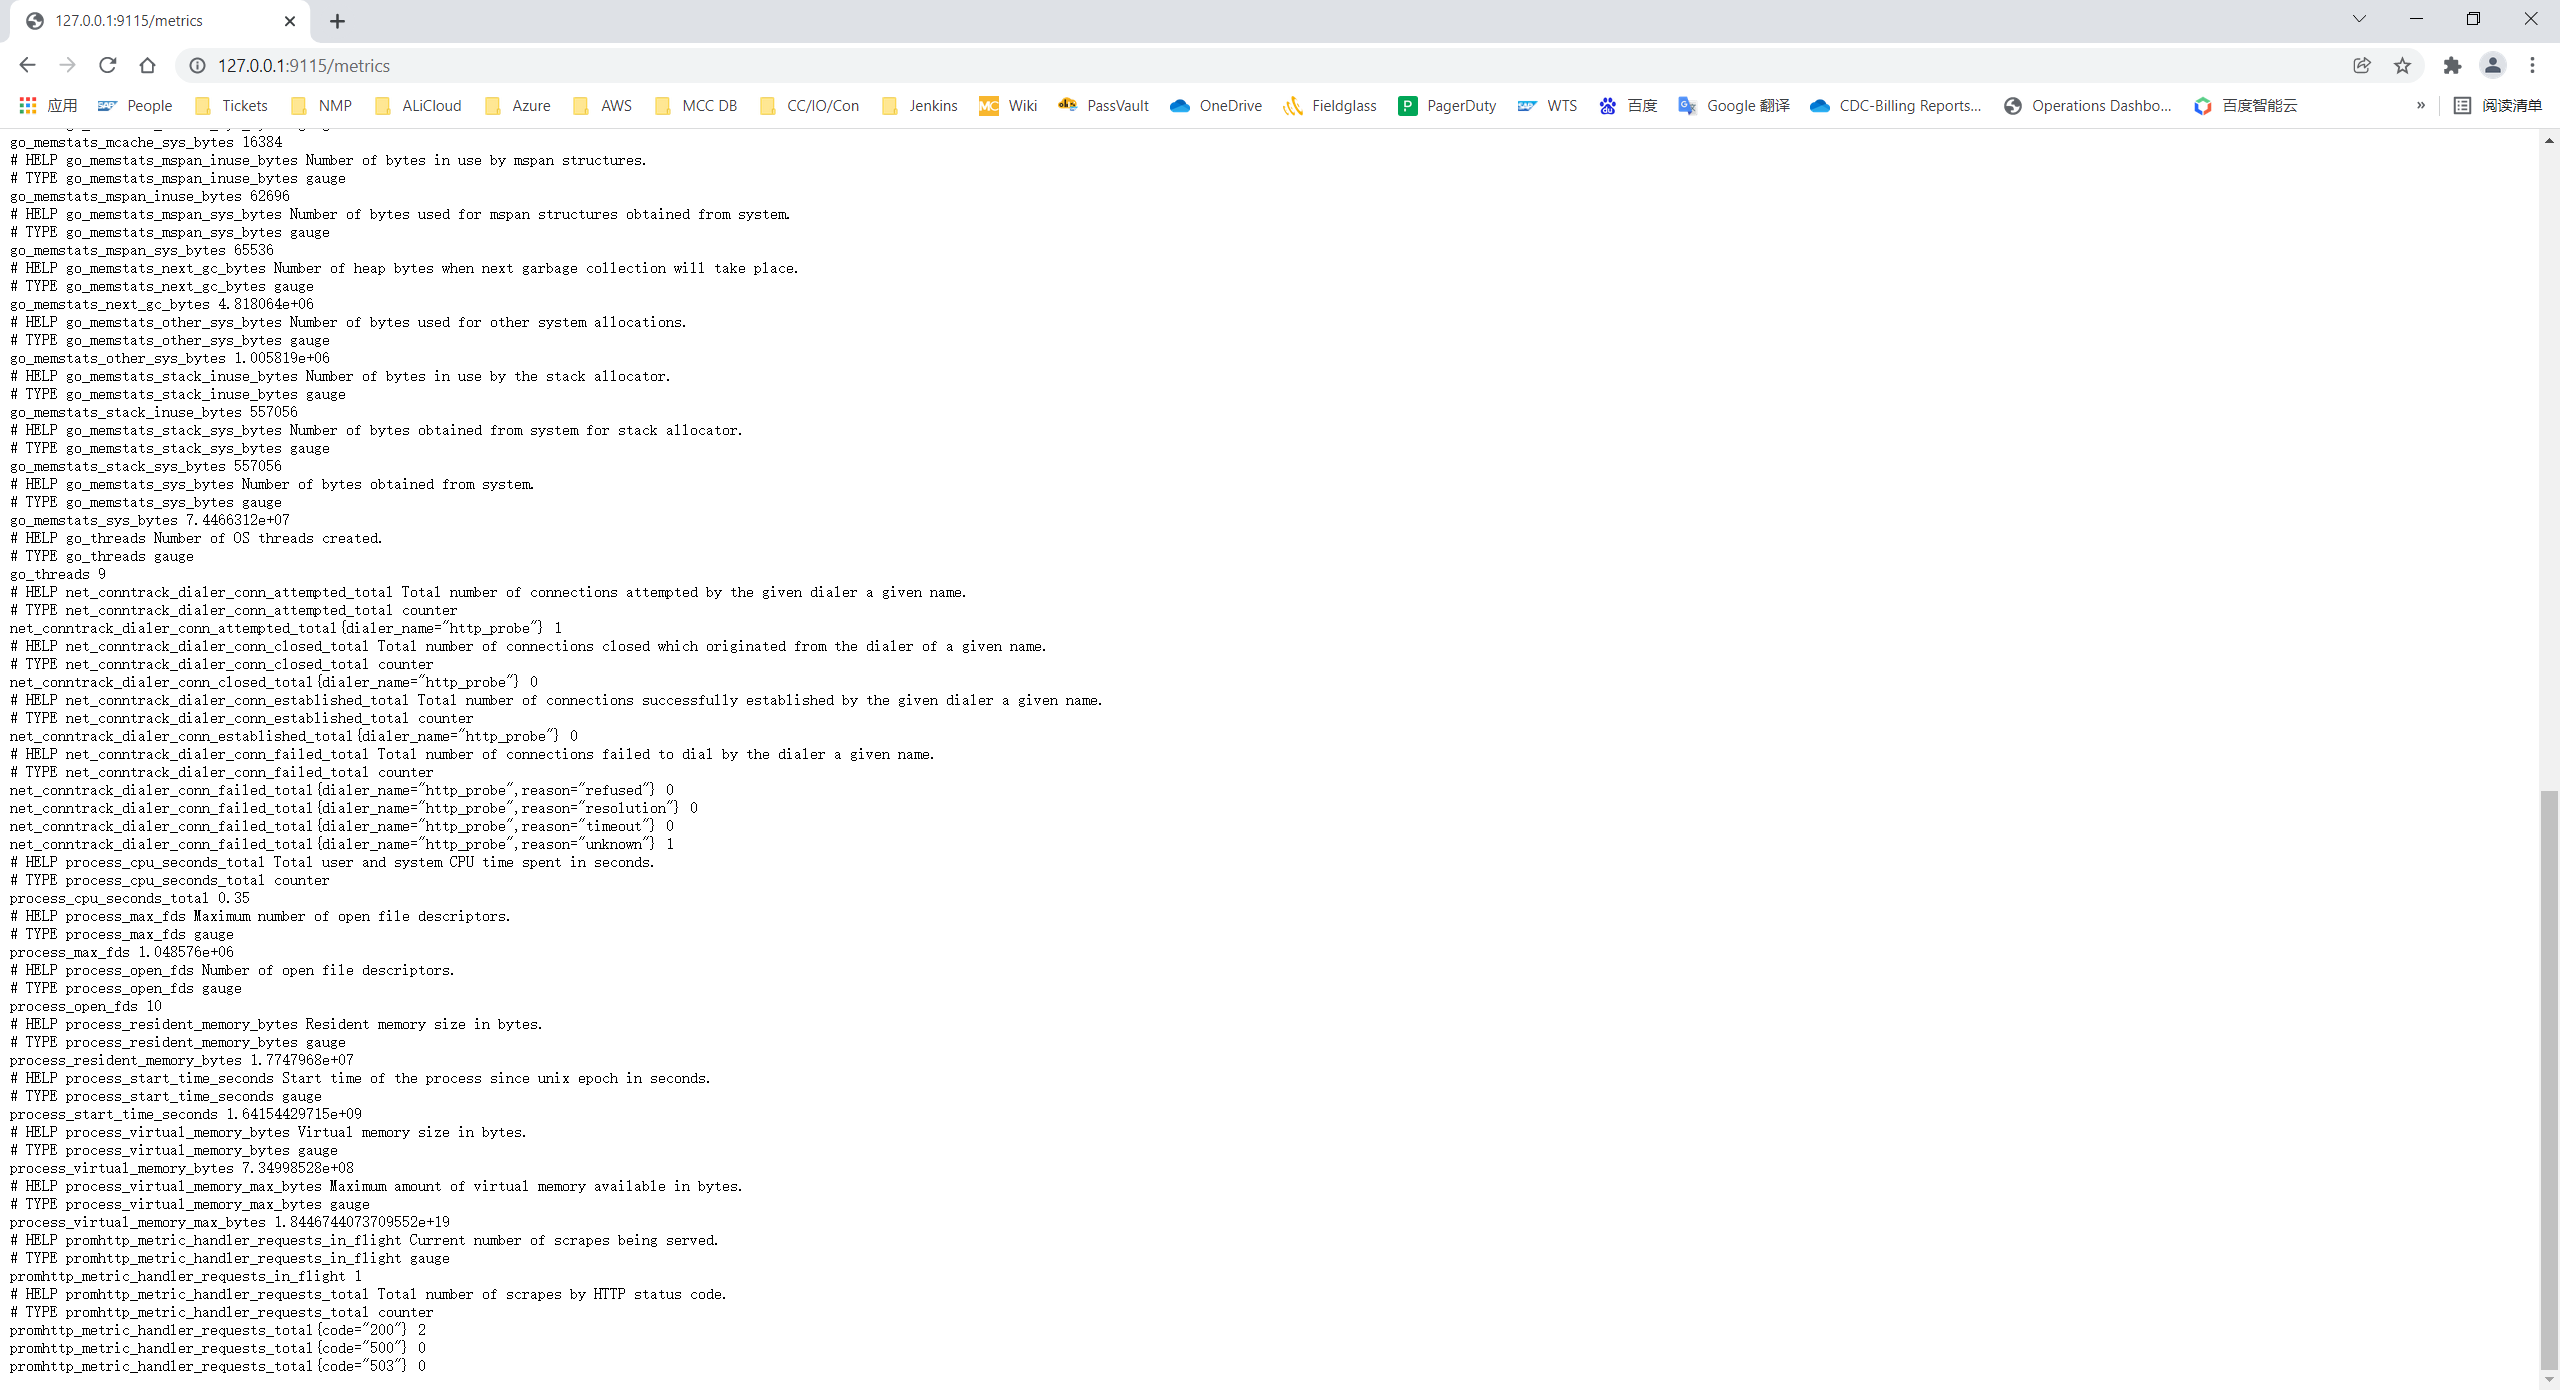 127.0.0.1:9115/metrics
127.0.0.1:9115/metrics
应用 People Tickets NMP ALiCloud Azure AWS MCC DB CC/IO/Con Jenkins Wiki PassVault OneDrive Fieldglass PagerDuty WTS 百度 Google 翻译 CDC-Billing Reports... Operations Dashbo... 百度智能云 » 阅读清单
go_memstats_mcache_sys_bytes 16384
# HELP go_memstats_mspan_inuse_bytes Number of bytes in use by mspan structures.
# TYPE go_memstats_mspan_inuse_bytes gauge
go_memstats_mspan_inuse_bytes 62696
# HELP go_memstats_mspan_sys_bytes Number of bytes used for mspan structures obtained from system.
# TYPE go_memstats_mspan_sys_bytes gauge
go_memstats_mspan_sys_bytes 65536
# HELP go_memstats_next_gc_bytes Number of heap bytes when next garbage collection will take place.
# TYPE go_memstats_next_gc_bytes gauge
go_memstats_next_gc_bytes 4.818064e+06
# HELP go_memstats_other_sys_bytes Number of bytes used for other system allocations.
# TYPE go_memstats_other_sys_bytes gauge
go_memstats_other_sys_bytes 1.005819e+06
# HELP go_memstats_stack_inuse_bytes Number of bytes in use by the stack allocator.
# TYPE go_memstats_stack_inuse_bytes gauge
go_memstats_stack_inuse_bytes 557056
# HELP go_memstats_stack_sys_bytes Number of bytes obtained from system for stack allocator.
# TYPE go_memstats_stack_sys_bytes gauge
go_memstats_stack_sys_bytes 557056
# HELP go_memstats_sys_bytes Number of bytes obtained from system.
# TYPE go_memstats_sys_bytes gauge
go_memstats_sys_bytes 7.4466312e+07
# HELP go_threads Number of OS threads created.
# TYPE go_threads gauge
go_threads 9
# HELP net_conntrack_dialer_conn_attempted_total Total number of connections attempted by the given dialer a given name.
# TYPE net_conntrack_dialer_conn_attempted_total counter
net_conntrack_dialer_conn_attempted_total{dialer_name="http_probe"} 1
# HELP net_conntrack_dialer_conn_closed_total Total number of connections closed which originated from the dialer of a given name.
# TYPE net_conntrack_dialer_conn_closed_total counter
net_conntrack_dialer_conn_closed_total{dialer_name="http_probe"} 0
# HELP net_conntrack_dialer_conn_established_total Total number of connections successfully established by the given dialer a given name.
# TYPE net_conntrack_dialer_conn_established_total counter
net_conntrack_dialer_conn_established_total{dialer_name="http_probe"} 0
# HELP net_conntrack_dialer_conn_failed_total Total number of connections failed to dial by the dialer a given name.
# TYPE net_conntrack_dialer_conn_failed_total counter
net_conntrack_dialer_conn_failed_total{dialer_name="http_probe",reason="refused"} 0
net_conntrack_dialer_conn_failed_total{dialer_name="http_probe",reason="resolution"} 0
net_conntrack_dialer_conn_failed_total{dialer_name="http_probe",reason="timeout"} 0
net_conntrack_dialer_conn_failed_total{dialer_name="http_probe",reason="unknown"} 1
# HELP process_cpu_seconds_total Total user and system CPU time spent in seconds.
# TYPE process_cpu_seconds_total counter
process_cpu_seconds_total 0.35
# HELP process_max_fds Maximum number of open file descriptors.
# TYPE process_max_fds gauge
process_max_fds 1.048576e+06
# HELP process_open_fds Number of open file descriptors.
# TYPE process_open_fds gauge
process_open_fds 10
# HELP process_resident_memory_bytes Resident memory size in bytes.
# TYPE process_resident_memory_bytes gauge
process_resident_memory_bytes 1.7747968e+07
# HELP process_start_time_seconds Start time of the process since unix epoch in seconds.
# TYPE process_start_time_seconds gauge
process_start_time_seconds 1.64154429715e+09
# HELP process_virtual_memory_bytes Virtual memory size in bytes.
# TYPE process_virtual_memory_bytes gauge
process_virtual_memory_bytes 7.34998528e+08
# HELP process_virtual_memory_max_bytes Maximum amount of virtual memory available in bytes.
# TYPE process_virtual_memory_max_bytes gauge
process_virtual_memory_max_bytes 1.8446744073709552e+19
# HELP promhttp_metric_handler_requests_in_flight Current number of scrapes being served.
# TYPE promhttp_metric_handler_requests_in_flight gauge
promhttp_metric_handler_requests_in_flight 1
# HELP promhttp_metric_handler_requests_total Total number of scrapes by HTTP status code.
# TYPE promhttp_metric_handler_requests_total counter
promhttp_metric_handler_requests_total{code="200"} 2
promhttp_metric_handler_requests_total{code="500"} 0
promhttp_metric_handler_requests_total{code="503"} 0